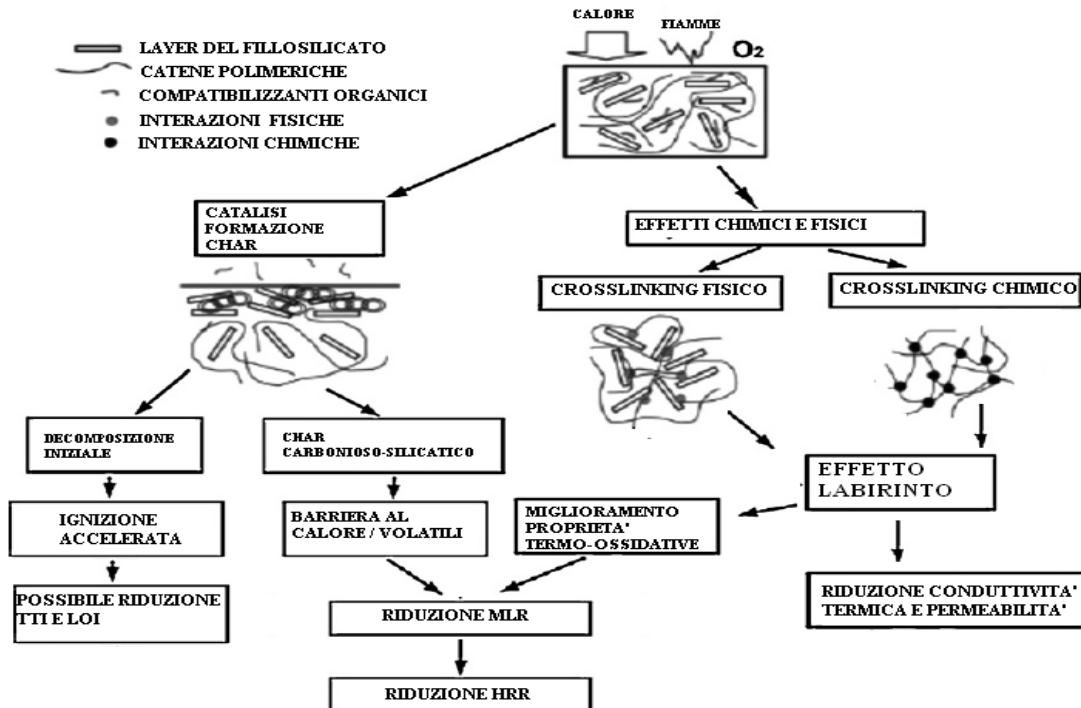 CALORE
FIAMME
O2
LAYER DEL FILLOSILICATO
CATENE POLIMERICHE
COMPATIBILIZZANTI ORGANICI
INTERAZIONI FISICHE
INTERAZIONI CHIMICHE
CATALISI
FORMAZIONE
CHAR
EFFETTI CHIMICI E FISICI
CROSSLINKING FISICO
CROSSLINKING CHIMICO
DECOMPOSIZIONE
INIZIALE
CHAR
CARBONIOSO-SILICATICO
EFFETTO
LABIRINTO
IGNIZIONE
ACCELERATA
BARRIERA AL
CALORE / VOLATILI
MIGLIORAMENTO
PROPRIETA'
TERMO-OSSIDATIVE
POSSIBILE RIDUZIONE
TTI E LOI
RIDUZIONE MLR
RIDUZIONE CONDUTTIVITA'
TERMICA E PERMEABILITA'
RIDUZIONE HRR